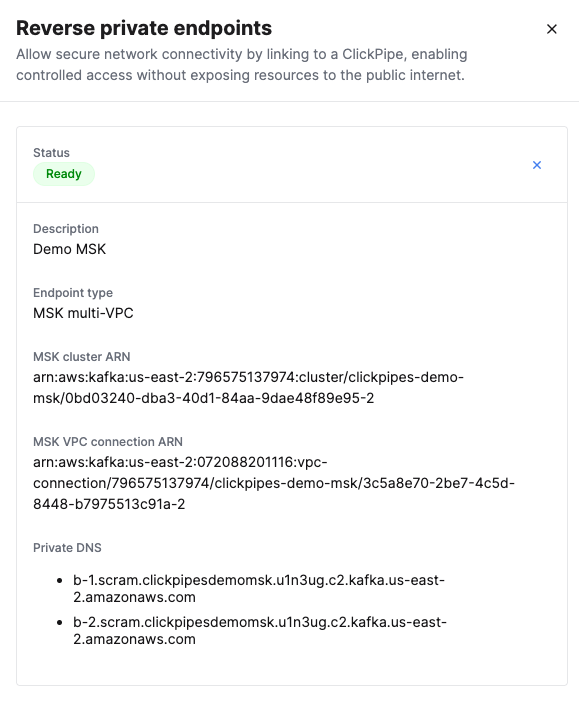 Reverse private endpoints
Allow secure network connectivity by linking to a ClickPipe, enabling
controlled access without exposing resources to the public internet.
Status
Ready
Description
Demo MSK
Endpoint type
MSK multi-VPC
MSK cluster ARN
arn:aws:kafka:us-east-2:796575137974:cluster/clickpipes-demo-
msk/0bd03240-dba3-40d1-84aa-9dae48f89e95-2
MSK VPC connection ARN
arn:aws:kafka:us-east-2:072088201116:vpc-
connection/796575137974/clickpipes-demo-msk/3c5a8e70-2be7-4c5d-
8448-b7975513c91a-2
Private DNS
• b-1.scram.clickpipesdemomsk.u1n3ug.c2.kafka.us-east-
2.amazonaws.com
• b-2.scram.clickpipesdemomsk.u1n3ug.c2.kafka.us-east-
2.amazonaws.com